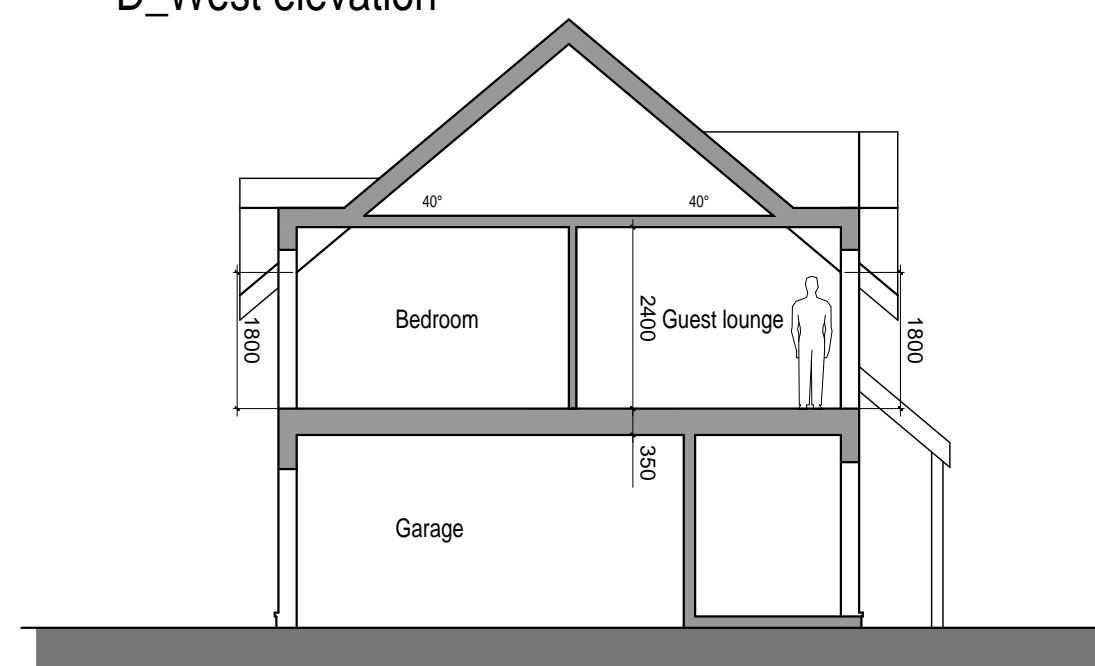 D_West elevation
40° 40°
Bedroom
2400
Guest lounge
1800
1800
350
Garage